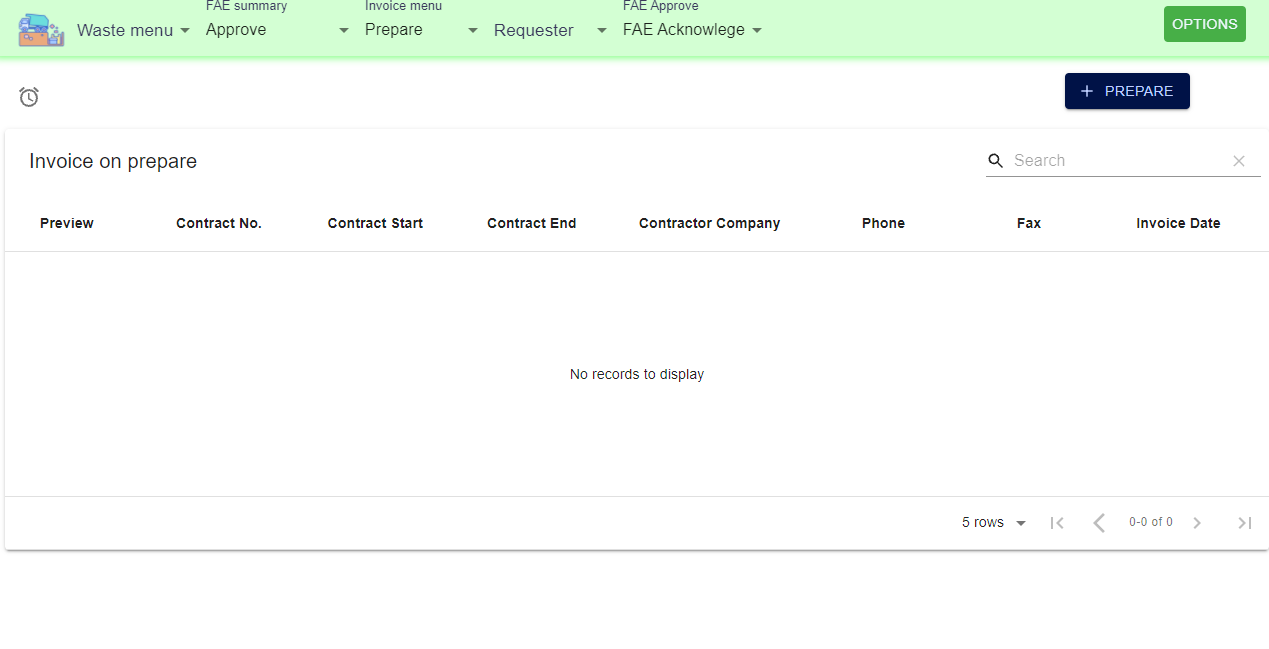 FAE summary
Invoice menu
FAE Approve
Waste menu
Approve
Prepare
Requester
FAE Acknowlege
OPTIONS
+ PREPARE
Invoice on prepare
Search
Preview
Contract No.
Contract Start
Contract End
Contractor Company
Phone
Fax
Invoice Date
No records to display
5 rows
0-0 of 0